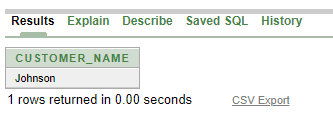 Results Explain Describe Saved SQL History
CUSTOMER_NAME
Johnson
1 rows returned in 0.00 seconds CSV Export